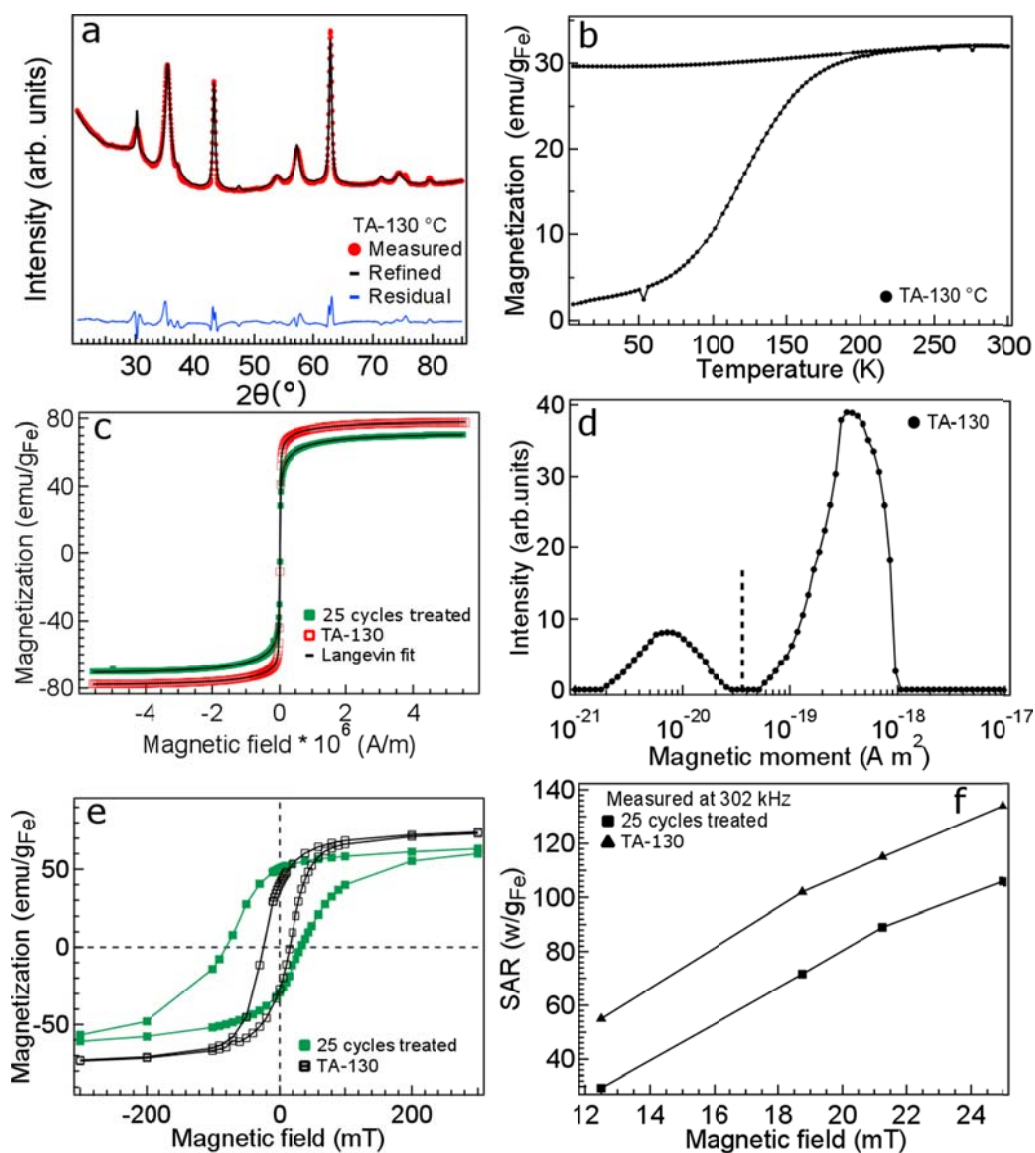 a
Intensity (arb. units)
TA-130 °C
Measured
Refined
Residual
30 40 50 60 70 80
2θ(°)
b
Magnetization (emu/gFe)
40
30
20
10
0
TA-130 °C
50 100 150 200 250 300
Temperature (K)
c
Magnetization (emu/gFe)
80
40
0
-40
-80
25 cycles treated
TA-130
Langevin fit
-4 -2 0 2 4
Magnetic field * 10^6 (A/m)
d
Intensity (arb.units)
40
30
20
10
0
TA-130
10^-21 10^-20 10^-19 10^-18 10^-17
Magnetic moment (A m^2)
e
Magnetization (emu/gFe)
50
0
-50
25 cycles treated
TA-130
-200 0 200
Magnetic field (mT)
f
SAR (w/gFe)
140
120
100
80
60
40
Measured at 302 kHz
25 cycles treated
TA-130
12 14 16 18 20 22 24
Magnetic field (mT)